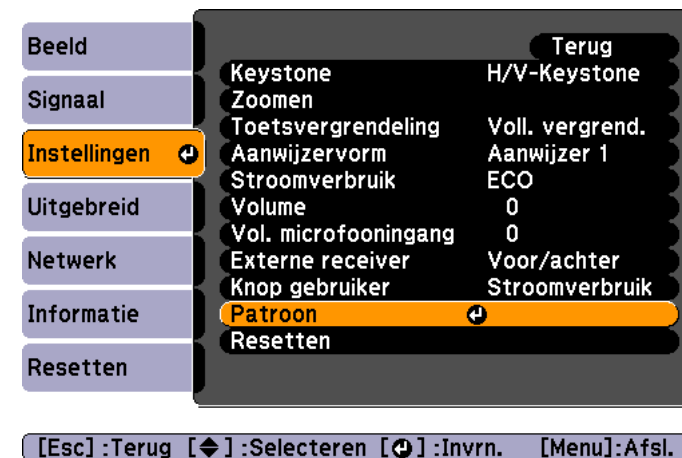 Beeld
Signaal
Instellingen
Uitgebreid
Netwerk
Informatie
Resetten
Terug
Keystone H/V-Keystone
Zoomen
Toetsvergrendeling Voll. vergrend.
Aanwijzervorm Aanwijzer 1
Stroomverbruik ECO
Volume 0
Vol. microfooningang 0
Externe receiver Voor/achter
Knop gebruiker Stroomverbruik
Patroon
Resetten
[Esc] :Terug [◆] :Selecteren [⏎] :Invrn. [Menu]:Afsl.